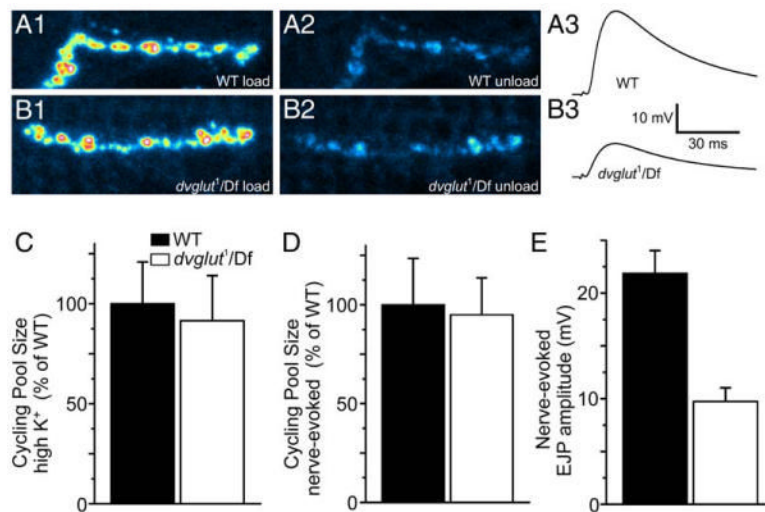 A1
WT load
A2
WT unload
A3
WT
B1
dvglut¹/Df load
B2
dvglut¹/Df unload
B3
10 mV
30 ms
dvglut¹/Df
C
WT
dvglut¹/Df
Cycling Pool Size
high K⁺ (% of WT)
100
50
0
D
Cycling Pool Size
nerve-evoked (% of WT)
100
50
0
E
Nerve-evoked
EJP amplitude (mV)
20
10
0